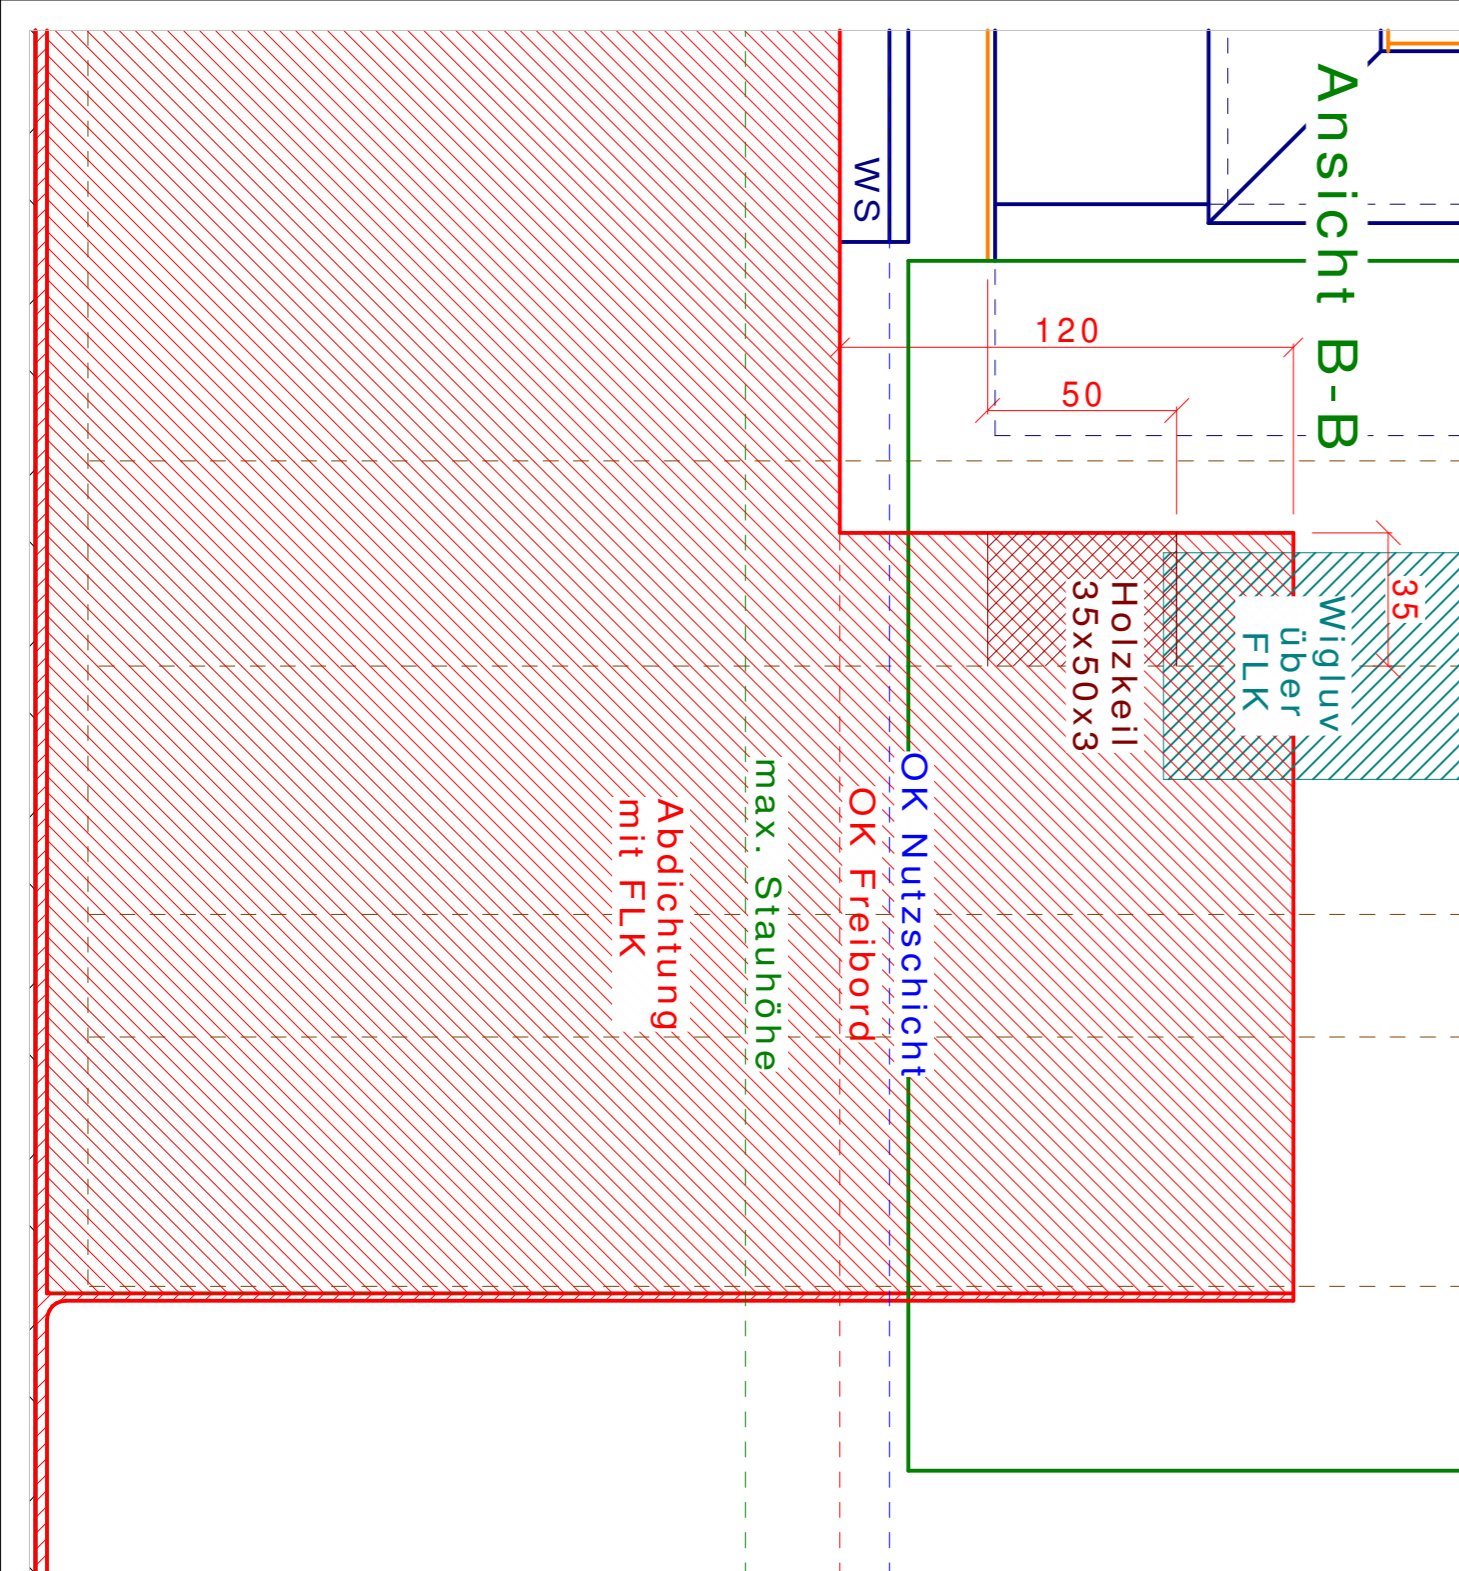 Ansicht B-B
WS
120
50
35
Wigluv
über
FLK
Holzkeil
35x50x3
OK Nutzschicht
OK Freibord
max. Stauhöhe
Abdichtung
mit FLK